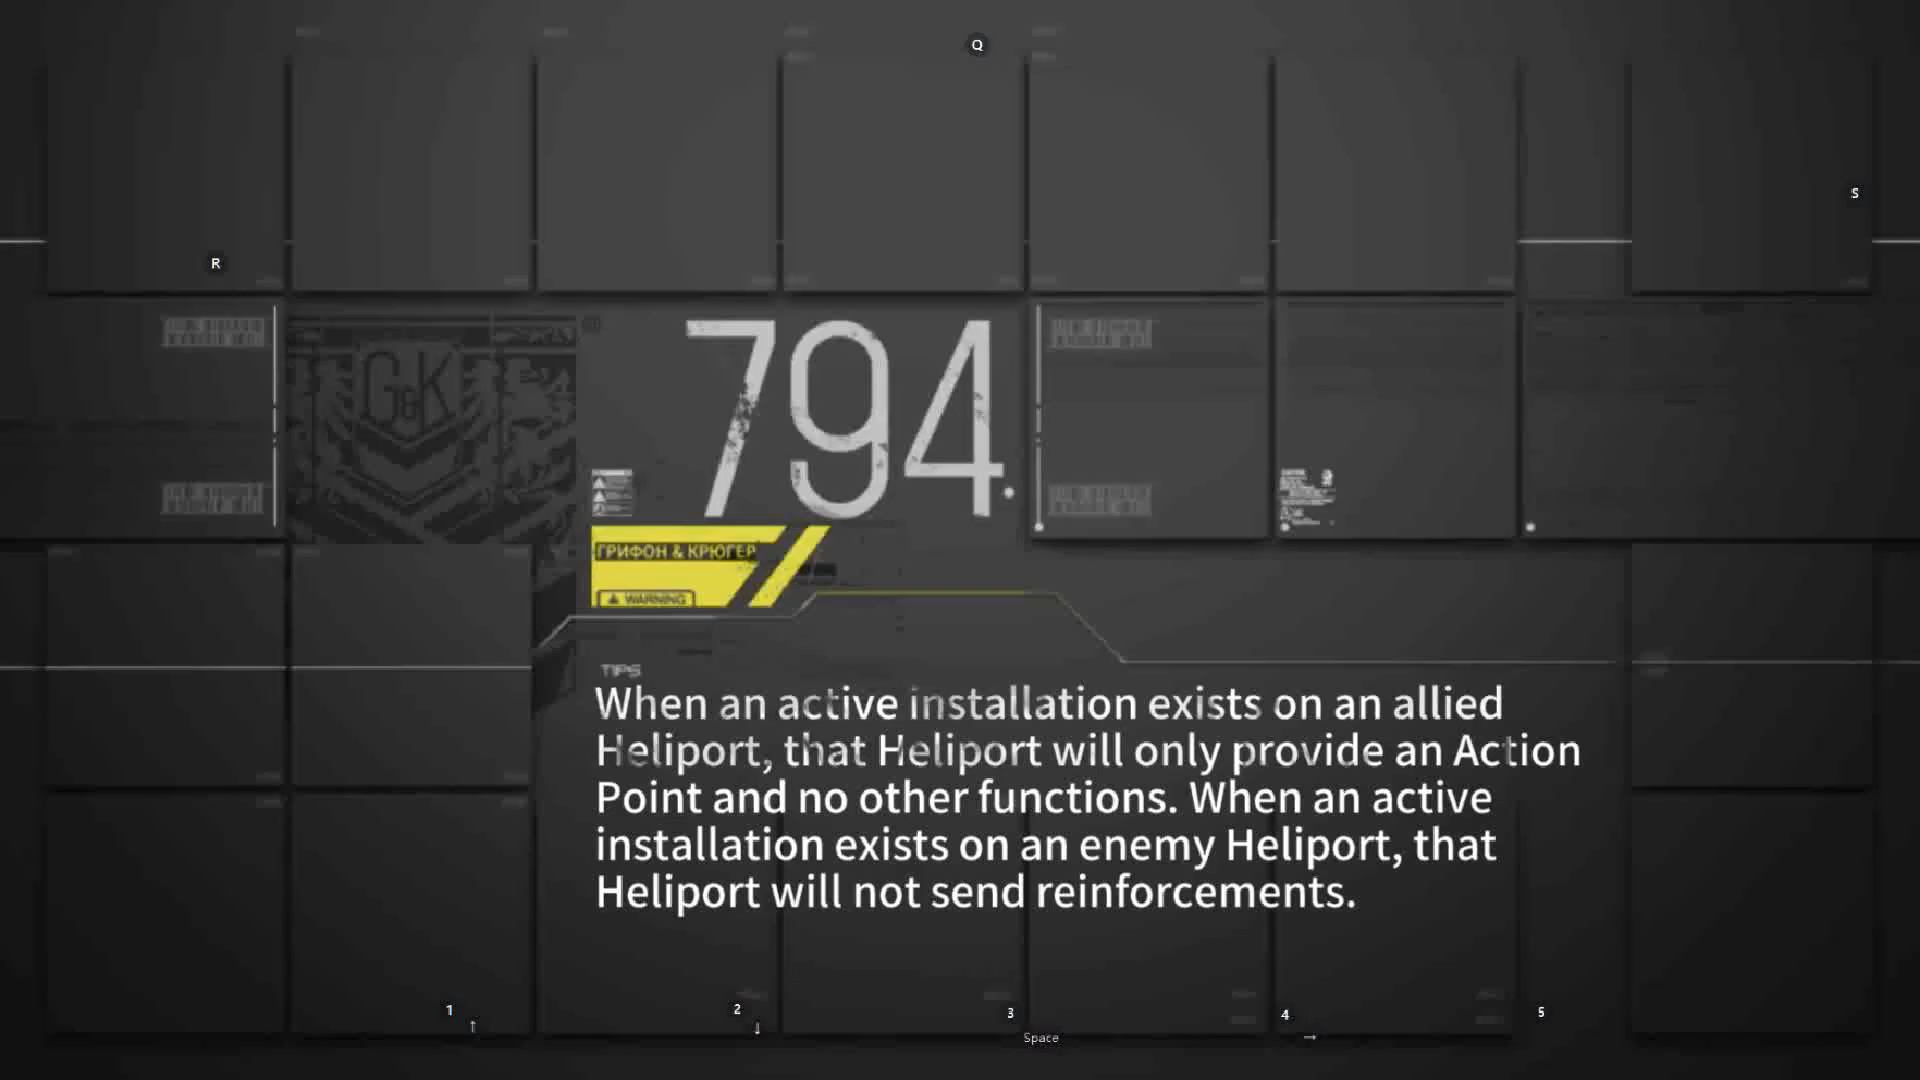 Q
S
R
G&K
794.
ГРИФОН & КРЮГЕР
WARNING
TIPS
When an active installation exists on an allied
Heliport, that Heliport will only provide an Action
Point and no other functions. When an active
installation exists on an enemy Heliport, that
Heliport will not send reinforcements.
1
2
3
4
5
↑
↓
Space
→